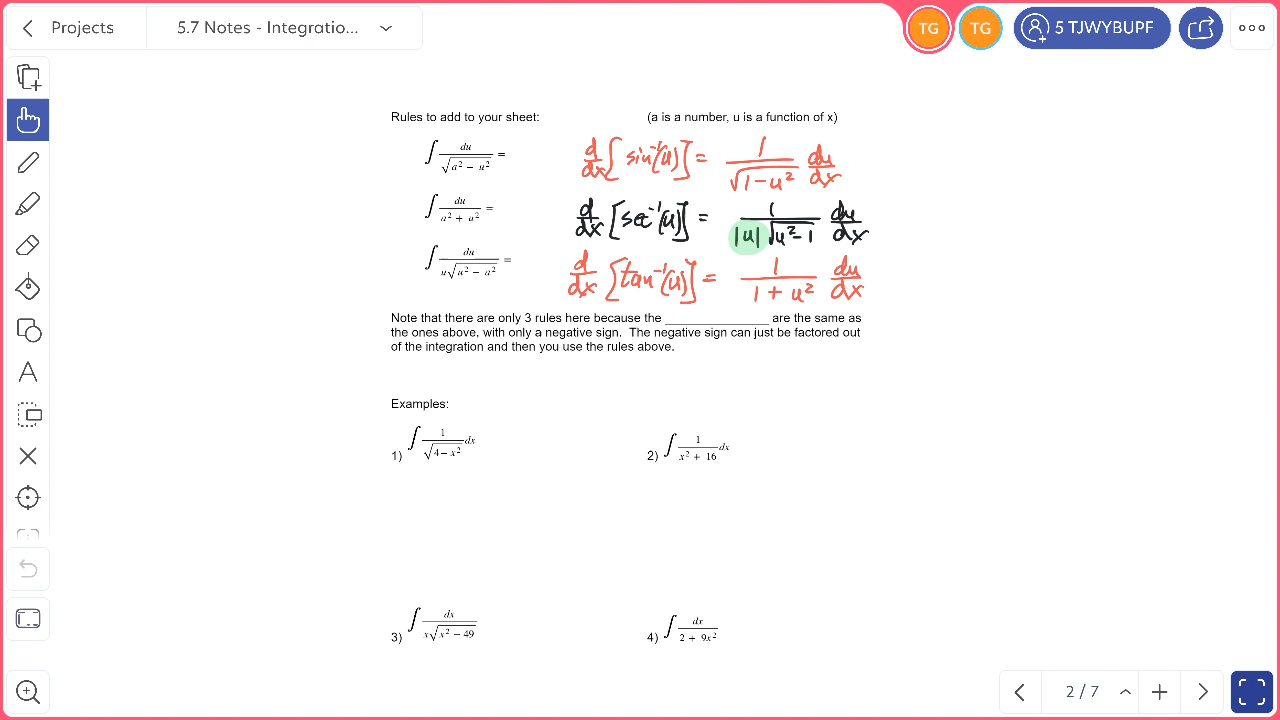 Projects
5.7 Notes - Integratio...
TG
TG
5 TJWYBUPF
Rules to add to your sheet:
(a is a number, u is a function of x)
∫ du / √(a² − u²) =
d/dx [sin⁻¹(u)] = 1 / √(1−u²) du/dx
∫ du / (a² + u²) =
d/dx [sec⁻¹(u)] = 1 / (|u| √(u²−1)) du/dx
∫ du / (u√(u² − a²)) =
d/dx [tan⁻¹(u)] = 1 / (1 + u²) du/dx
Note that there are only 3 rules here because the ________________ are the same as
the ones above, with only a negative sign. The negative sign can just be factored out
of the integration and then you use the rules above.
Examples:
1) ∫ 1 / √(4 − x²) dx
2) ∫ 1 / (x² + 16) dx
3) ∫ dx / (x√(x² − 49))
4) ∫ dx / (2 + 9x²)
2 / 7